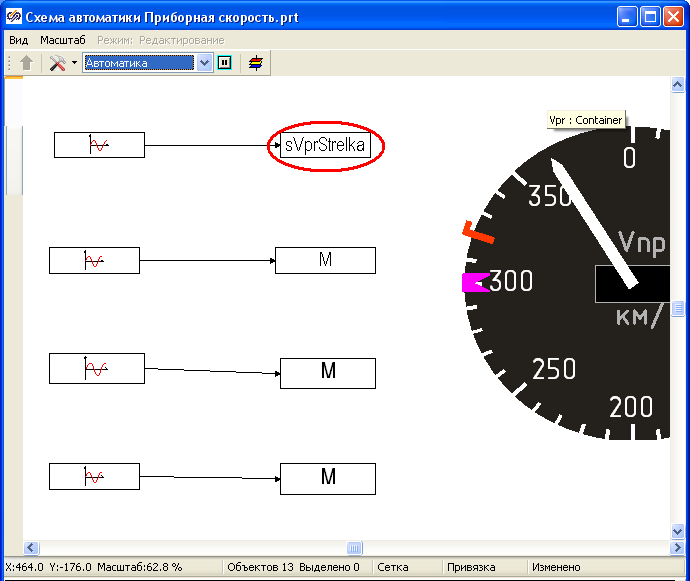 Схема автоматики Приборная скорость.prt
Вид Масштаб Режим: Редактирование
Автоматика
Vpr : Container
sVprStrelka
0
350
Vпр
M
300
км/
M
250
200
M
X:464.0 Y:-176.0 Масштаб:62.8 % Объектов 13 Выделено 0 Сетка Привязка Изменено